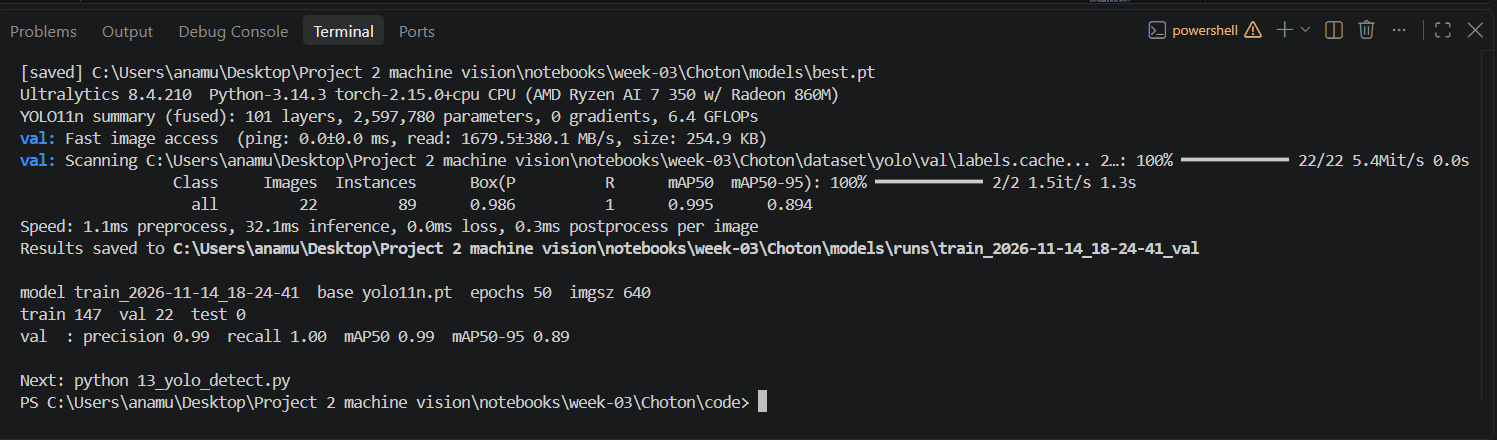 Problems Output Debug Console Terminal Ports powershell
[saved] C:\Users\anamu\Desktop\Project 2 machine vision\notebooks\week-03\Choton\models\best.pt
Ultralytics 8.4.210 Python-3.14.3 torch-2.15.0+cpu CPU (AMD Ryzen AI 7 350 w/ Radeon 860M)
YOLO11n summary (fused): 101 layers, 2,597,780 parameters, 0 gradients, 6.4 GFLOPs
val: Fast image access (ping: 0.0±0.0 ms, read: 1679.5±380.1 MB/s, size: 254.9 KB)
val: Scanning C:\Users\anamu\Desktop\Project 2 machine vision\notebooks\week-03\Choton\dataset\yolo\val\labels.cache... 2…: 100% ━━━━━━━━━━━━ 22/22 5.4Mit/s 0.0s
Class Images Instances Box(P R mAP50 mAP50-95): 100% ━━━━━━━━━━━━ 2/2 1.5it/s 1.3s
all 22 89 0.986 1 0.995 0.894
Speed: 1.1ms preprocess, 32.1ms inference, 0.0ms loss, 0.3ms postprocess per image
Results saved to C:\Users\anamu\Desktop\Project 2 machine vision\notebooks\week-03\Choton\models\runs\train_2026-11-14_18-24-41_val
model train_2026-11-14_18-24-41 base yolo11n.pt epochs 50 imgsz 640
train 147 val 22 test 0
val : precision 0.99 recall 1.00 mAP50 0.99 mAP50-95 0.89
Next: python 13_yolo_detect.py
PS C:\Users\anamu\Desktop\Project 2 machine vision\notebooks\week-03\Choton\code>